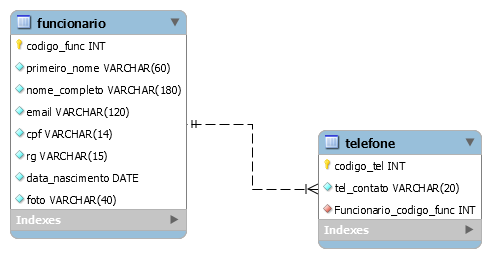 funcionario
codigo_func INT
primeiro_nome VARCHAR(60)
nome_completo VARCHAR(180)
email VARCHAR(120)
cpf VARCHAR(14)
rg VARCHAR(15)
data_nascimento DATE
foto VARCHAR(40)
Indexes
telefone
codigo_tel INT
tel_contato VARCHAR(20)
Funcionario_codigo_func INT
Indexes